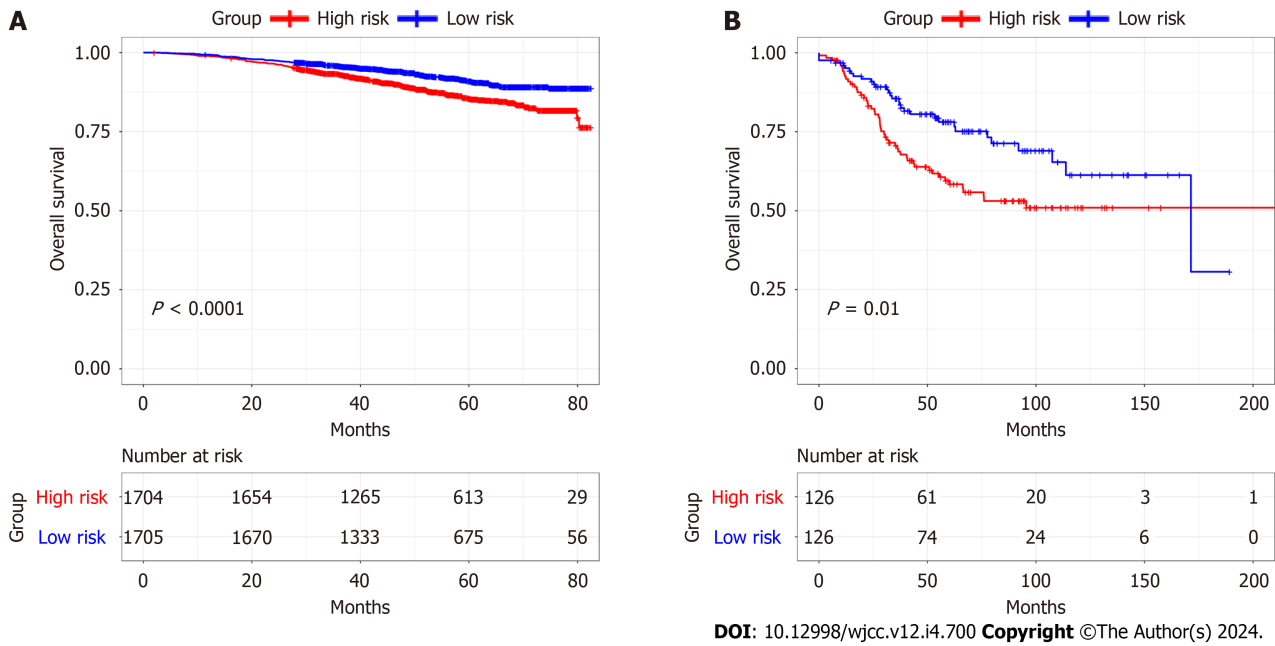 A
Group High risk Low risk
1.00
0.75
0.50
0.25
0.00
Overall survival
P < 0.0001
0 20 40 60 80
Months
Number at risk
Group
High risk 1704 1654 1265 613 29
Low risk 1705 1670 1333 675 56
0 20 40 60 80
Months
B
Group High risk Low risk
1.00
0.75
0.50
0.25
0.00
Overall survival
P = 0.01
0 50 100 150 200
Months
Number at risk
Group
High risk 126 61 20 3 1
Low risk 126 74 24 6 0
0 50 100 150 200
Months
DOI: 10.12998/wjcc.v12.i4.700 Copyright ©The Author(s) 2024.